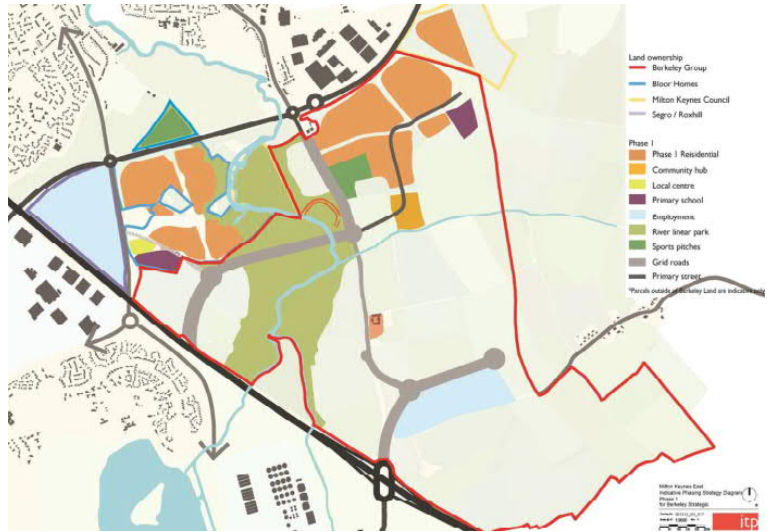 Land ownership
Berkeley Group
Bloor Homes
Milton Keynes Council
Segro / Roxhill
Phase 1
Phase 1 Reisidential
Community hub
Local centre
Primary school
Employment
River linear park
Sports pitches
Grid roads
Primary street
*Parcels outside of Berkeley Land are indicative only
Milton Keynes East
Indicative Phasing Strategy Diagram
Phase 1
for Berkeley Strategic
itp